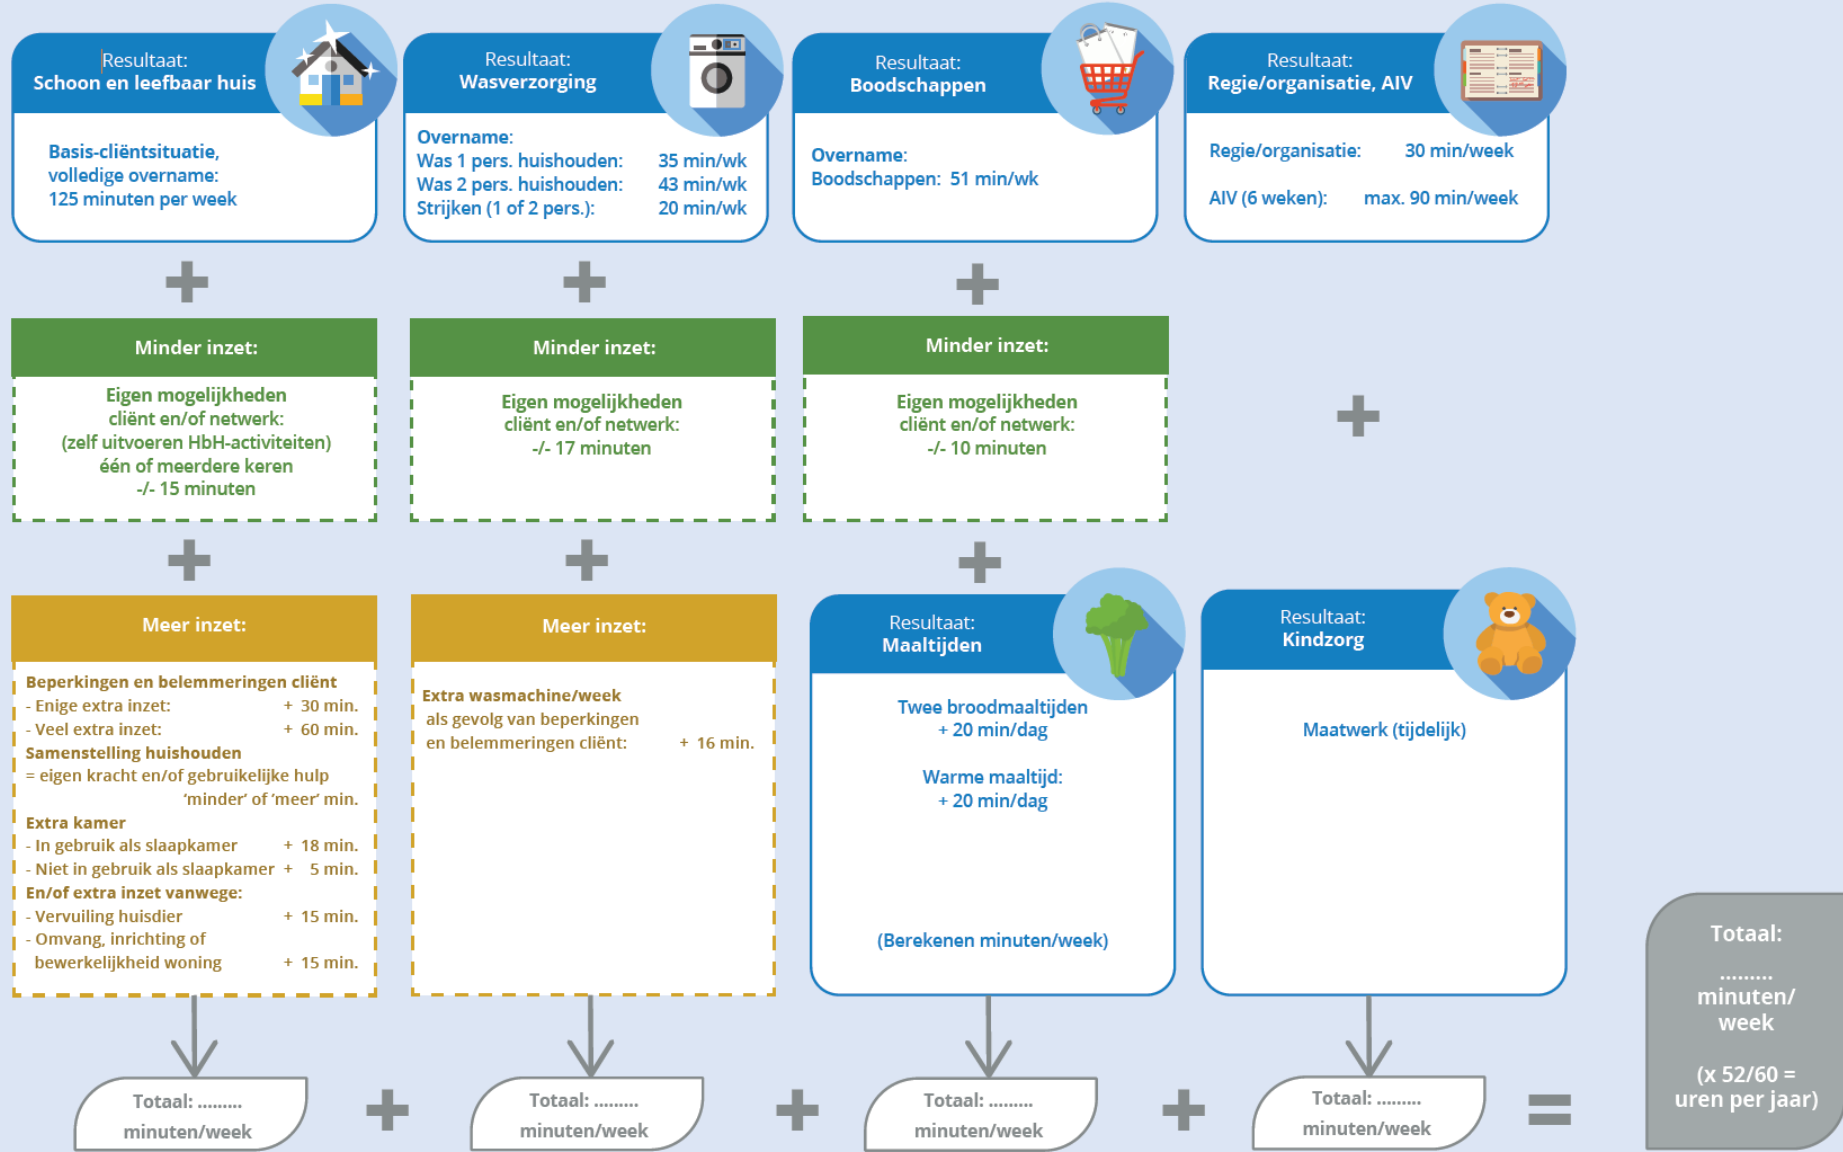 Resultaat:
Schoon en leefbaar huis
Basis-cliëntsituatie,
volledige overname:
125 minuten per week
Resultaat:
Wasverzorging
Overname:
Was 1 pers. huishouden: 35 min/wk
Was 2 pers. huishouden: 43 min/wk
Strijken (1 of 2 pers.): 20 min/wk
Resultaat:
Boodschappen
Overname:
Boodschappen: 51 min/wk
Resultaat:
Regie/organisatie, AIV
Regie/organisatie: 30 min/week
AIV (6 weken): max. 90 min/week
+
+
+
Minder inzet:
Eigen mogelijkheden
cliënt en/of netwerk:
(zelf uitvoeren HbH-activiteiten)
één of meerdere keren
-/- 15 minuten
Minder inzet:
Eigen mogelijkheden
cliënt en/of netwerk:
-/- 17 minuten
Minder inzet:
Eigen mogelijkheden
cliënt en/of netwerk:
-/- 10 minuten
+
+
+
+
Meer inzet:
Beperkingen en belemmeringen cliënt
- Enige extra inzet: + 30 min.
- Veel extra inzet: + 60 min.
Samenstelling huishouden
= eigen kracht en/of gebruikelijke hulp
‘minder’ of ‘meer’ min.
Extra kamer
- In gebruik als slaapkamer + 18 min.
- Niet in gebruik als slaapkamer + 5 min.
En/of extra inzet vanwege:
- Vervuiling huisdier + 15 min.
- Omvang, inrichting of
bewerkelijkheid woning + 15 min.
Meer inzet:
Extra wasmachine/week
als gevolg van beperkingen
en belemmeringen cliënt: + 16 min.
Resultaat:
Maaltijden
Twee broodmaaltijden
+ 20 min/dag
Warme maaltijd:
+ 20 min/dag
(Berekenen minuten/week)
Resultaat:
Kindzorg
Maatwerk (tijdelijk)
Totaal: .........
minuten/week
+
Totaal: .........
minuten/week
+
Totaal: .........
minuten/week
+
Totaal: .........
minuten/week
=
Totaal:
.........
minuten/
week
(x 52/60 =
uren per jaar)